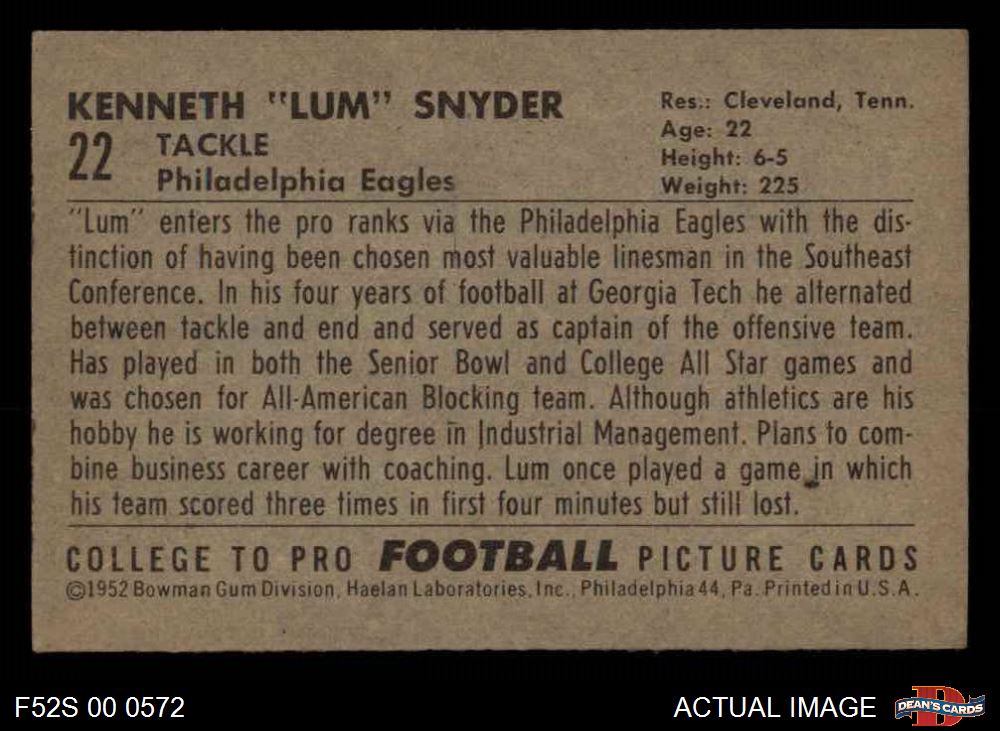 KENNETH "LUM" SNYDER
22
TACKLE
Philadelphia Eagles
Res.: Cleveland, Tenn.
Age: 22
Height: 6-5
Weight: 225
"Lum" enters the pro ranks via the Philadelphia Eagles with the dis-
tinction of having been chosen most valuable linesman in the Southeast
Conference. In his four years of football at Georgia Tech he alternated
between tackle and end and served as captain of the offensive team.
Has played in both the Senior Bowl and College All Star games and
was chosen for All-American Blocking team. Although athletics are his
hobby he is working for degree in Industrial Management. Plans to com-
bine business career with coaching. Lum once played a game in which
his team scored three times in first four minutes but still lost.
COLLEGE TO PRO FOOTBALL PICTURE CARDS
©1952 Bowman Gum Division, Haelan Laboratories, Inc., Philadelphia 44, Pa. Printed in U.S.A.
F52S 00 0572
ACTUAL IMAGE
D
DEAN'S CARDS